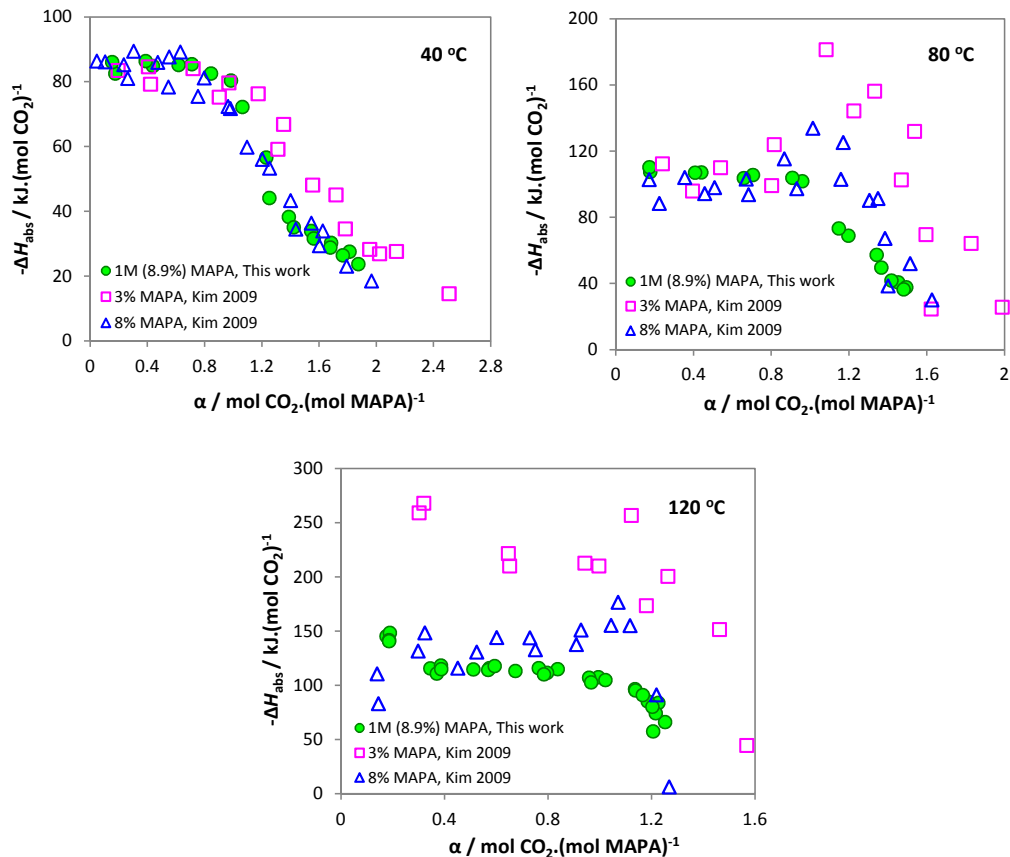 100
80
60
40
20
0
0
0.4
0.8
1.2
1.6
2
2.4
2.8
-ΔH_abs / kJ.(mol CO₂)⁻¹
α / mol CO₂.(mol MAPA)⁻¹
40 ᵒC
1M (8.9%) MAPA, This work
3% MAPA, Kim 2009
8% MAPA, Kim 2009
200
160
120
80
40
0
0
0.4
0.8
1.2
1.6
2
-ΔH_abs / kJ.(mol CO₂)⁻¹
α / mol CO₂.(mol MAPA)⁻¹
80 ᵒC
1M (8.9%) MAPA, This work
3% MAPA, Kim 2009
8% MAPA, Kim 2009
300
250
200
150
100
50
0
0
0.4
0.8
1.2
1.6
-ΔH_abs / kJ.(mol CO₂)⁻¹
α / mol CO₂.(mol MAPA)⁻¹
120 ᵒC
1M (8.9%) MAPA, This work
3% MAPA, Kim 2009
8% MAPA, Kim 2009